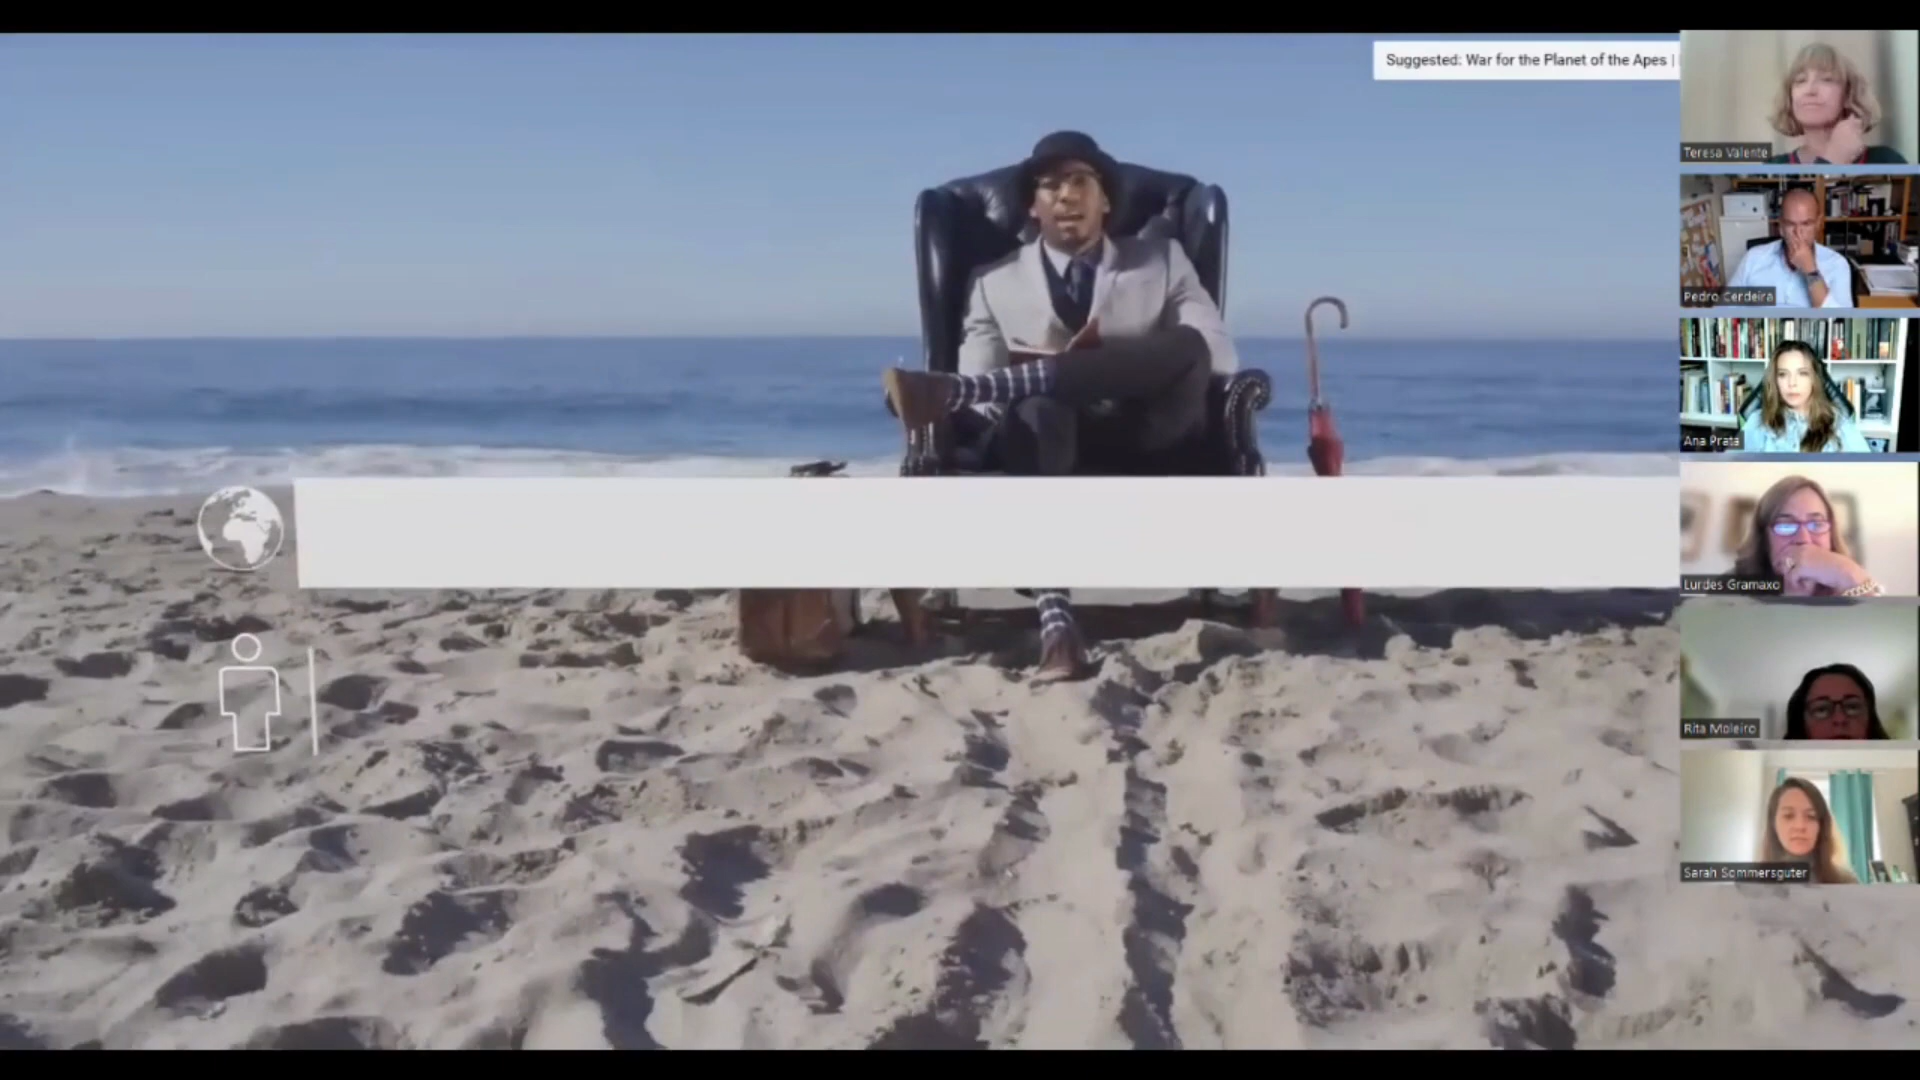 Suggested: War for the Planet of the Apes |
Teresa Valente
Pedro Cerdeira
Ana Prata
Lurdes Gramaxo
Rita Moleiro
Sarah Sommersguter